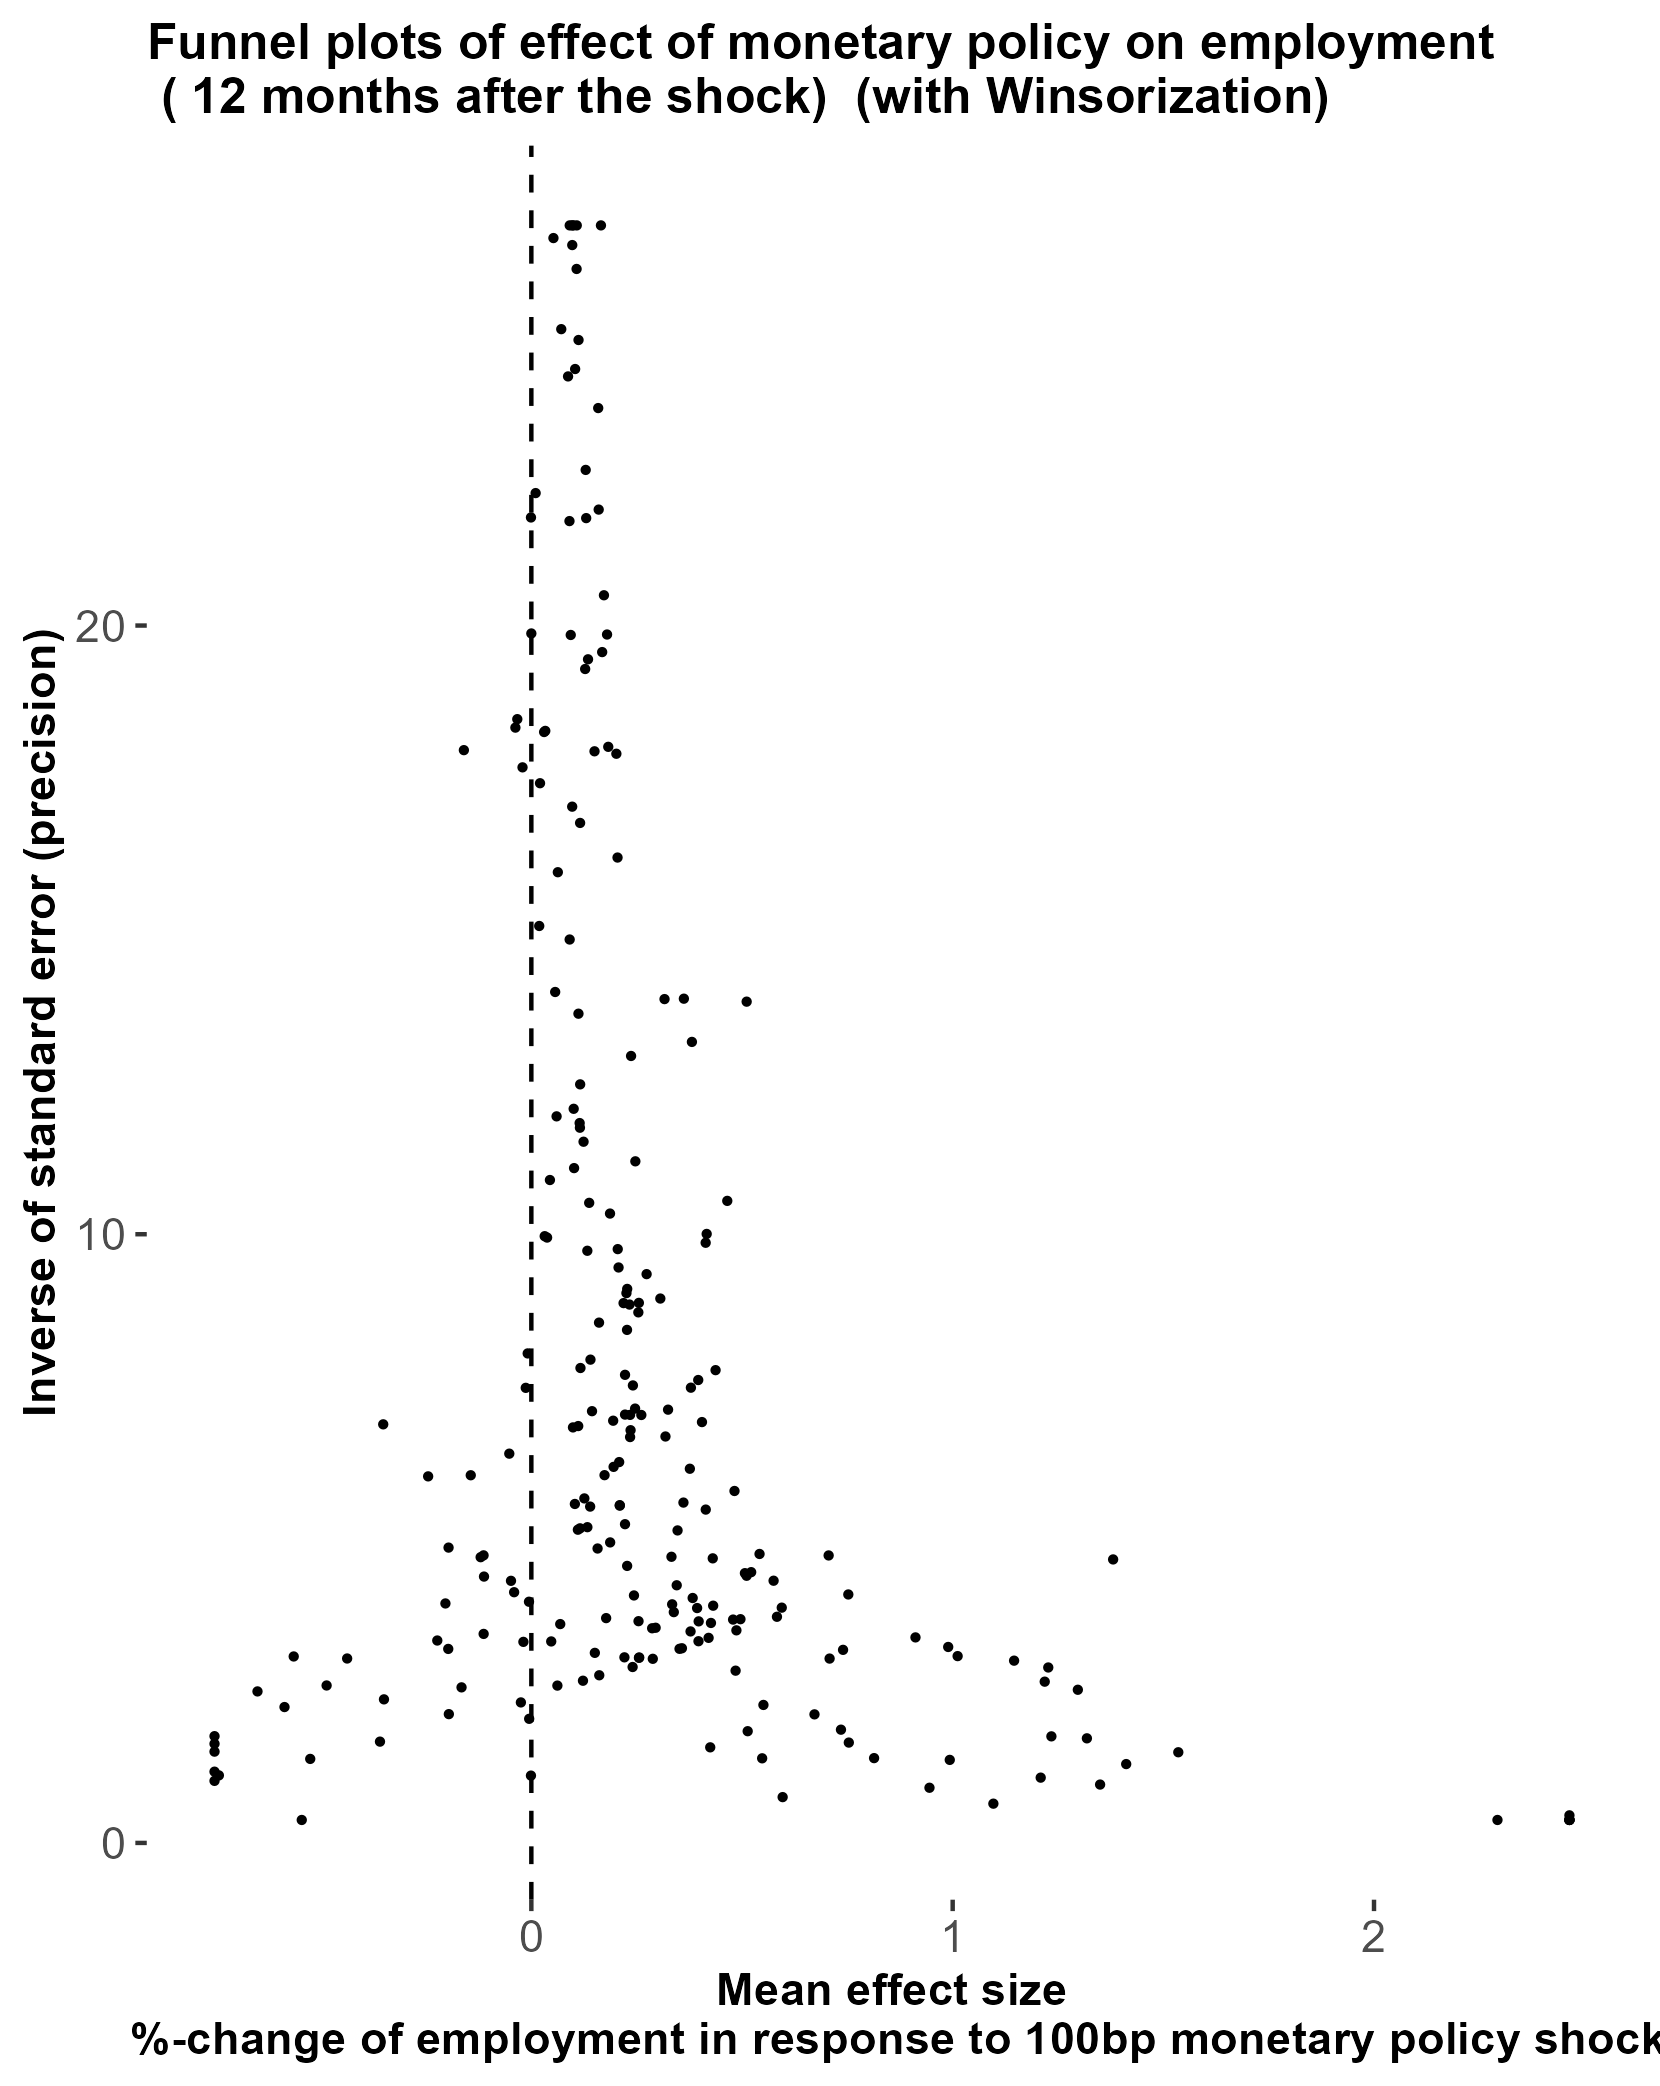 Funnel plots of effect of monetary policy on employment
( 12 months after the shock) (with Winsorization)
Inverse of standard error (precision)
20
10
0
0
1
2
Mean effect size
%-change of employment in response to 100bp monetary policy shock